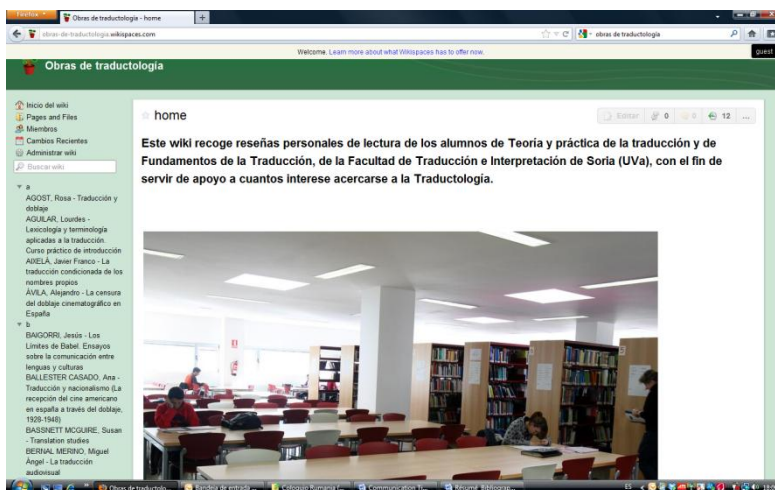 Firefox
Obras de traductología - home
obras-de-traductologia.wikispaces.com
obras de traductología
Welcome. Learn more about what Wikispaces has to offer now.
guest
Obras de traductología
Inicio del wiki
Pages and Files
Miembros
Cambios Recientes
Administrar wiki
Buscar wiki
a
AGOST, Rosa - Traducción y
doblaje
AGUILAR, Lourdes -
Lexicología y terminología
aplicadas a la traducción.
Curso práctico de introducción
AIXELÁ, Javier Franco - La
traducción condicionada de los
nombres propios
ÁVILA, Alejandro - La censura
del doblaje cinematográfico en
España
b
BAIGORRI, Jesús - Los
Límites de Babel. Ensayos
sobre la comunicación entre
lenguas y culturas
BALLESTER CASADO, Ana -
Traducción y nacionalismo (La
recepción del cine americano
en españa a través del doblaje,
1928-1948)
BASSNETT MCGUIRE, Susan
- Translation studies
BERNAL MERINO, Miguel
Ángel - La traducción
audiovisual
home
Editar
0
0
12
...
Este wiki recoge reseñas personales de lectura de los alumnos de Teoría y práctica de la traducción y de
Fundamentos de la Traducción, de la Facultad de Traducción e Interpretación de Soria (UVa), con el fin de
servir de apoyo a cuantos interese acercarse a la Traductología.
Obras de traductolo...
Bandeja de entrada ...
Coloquio Rumania (...
Communication Ti...
Résumé_Bibliograp...
ES